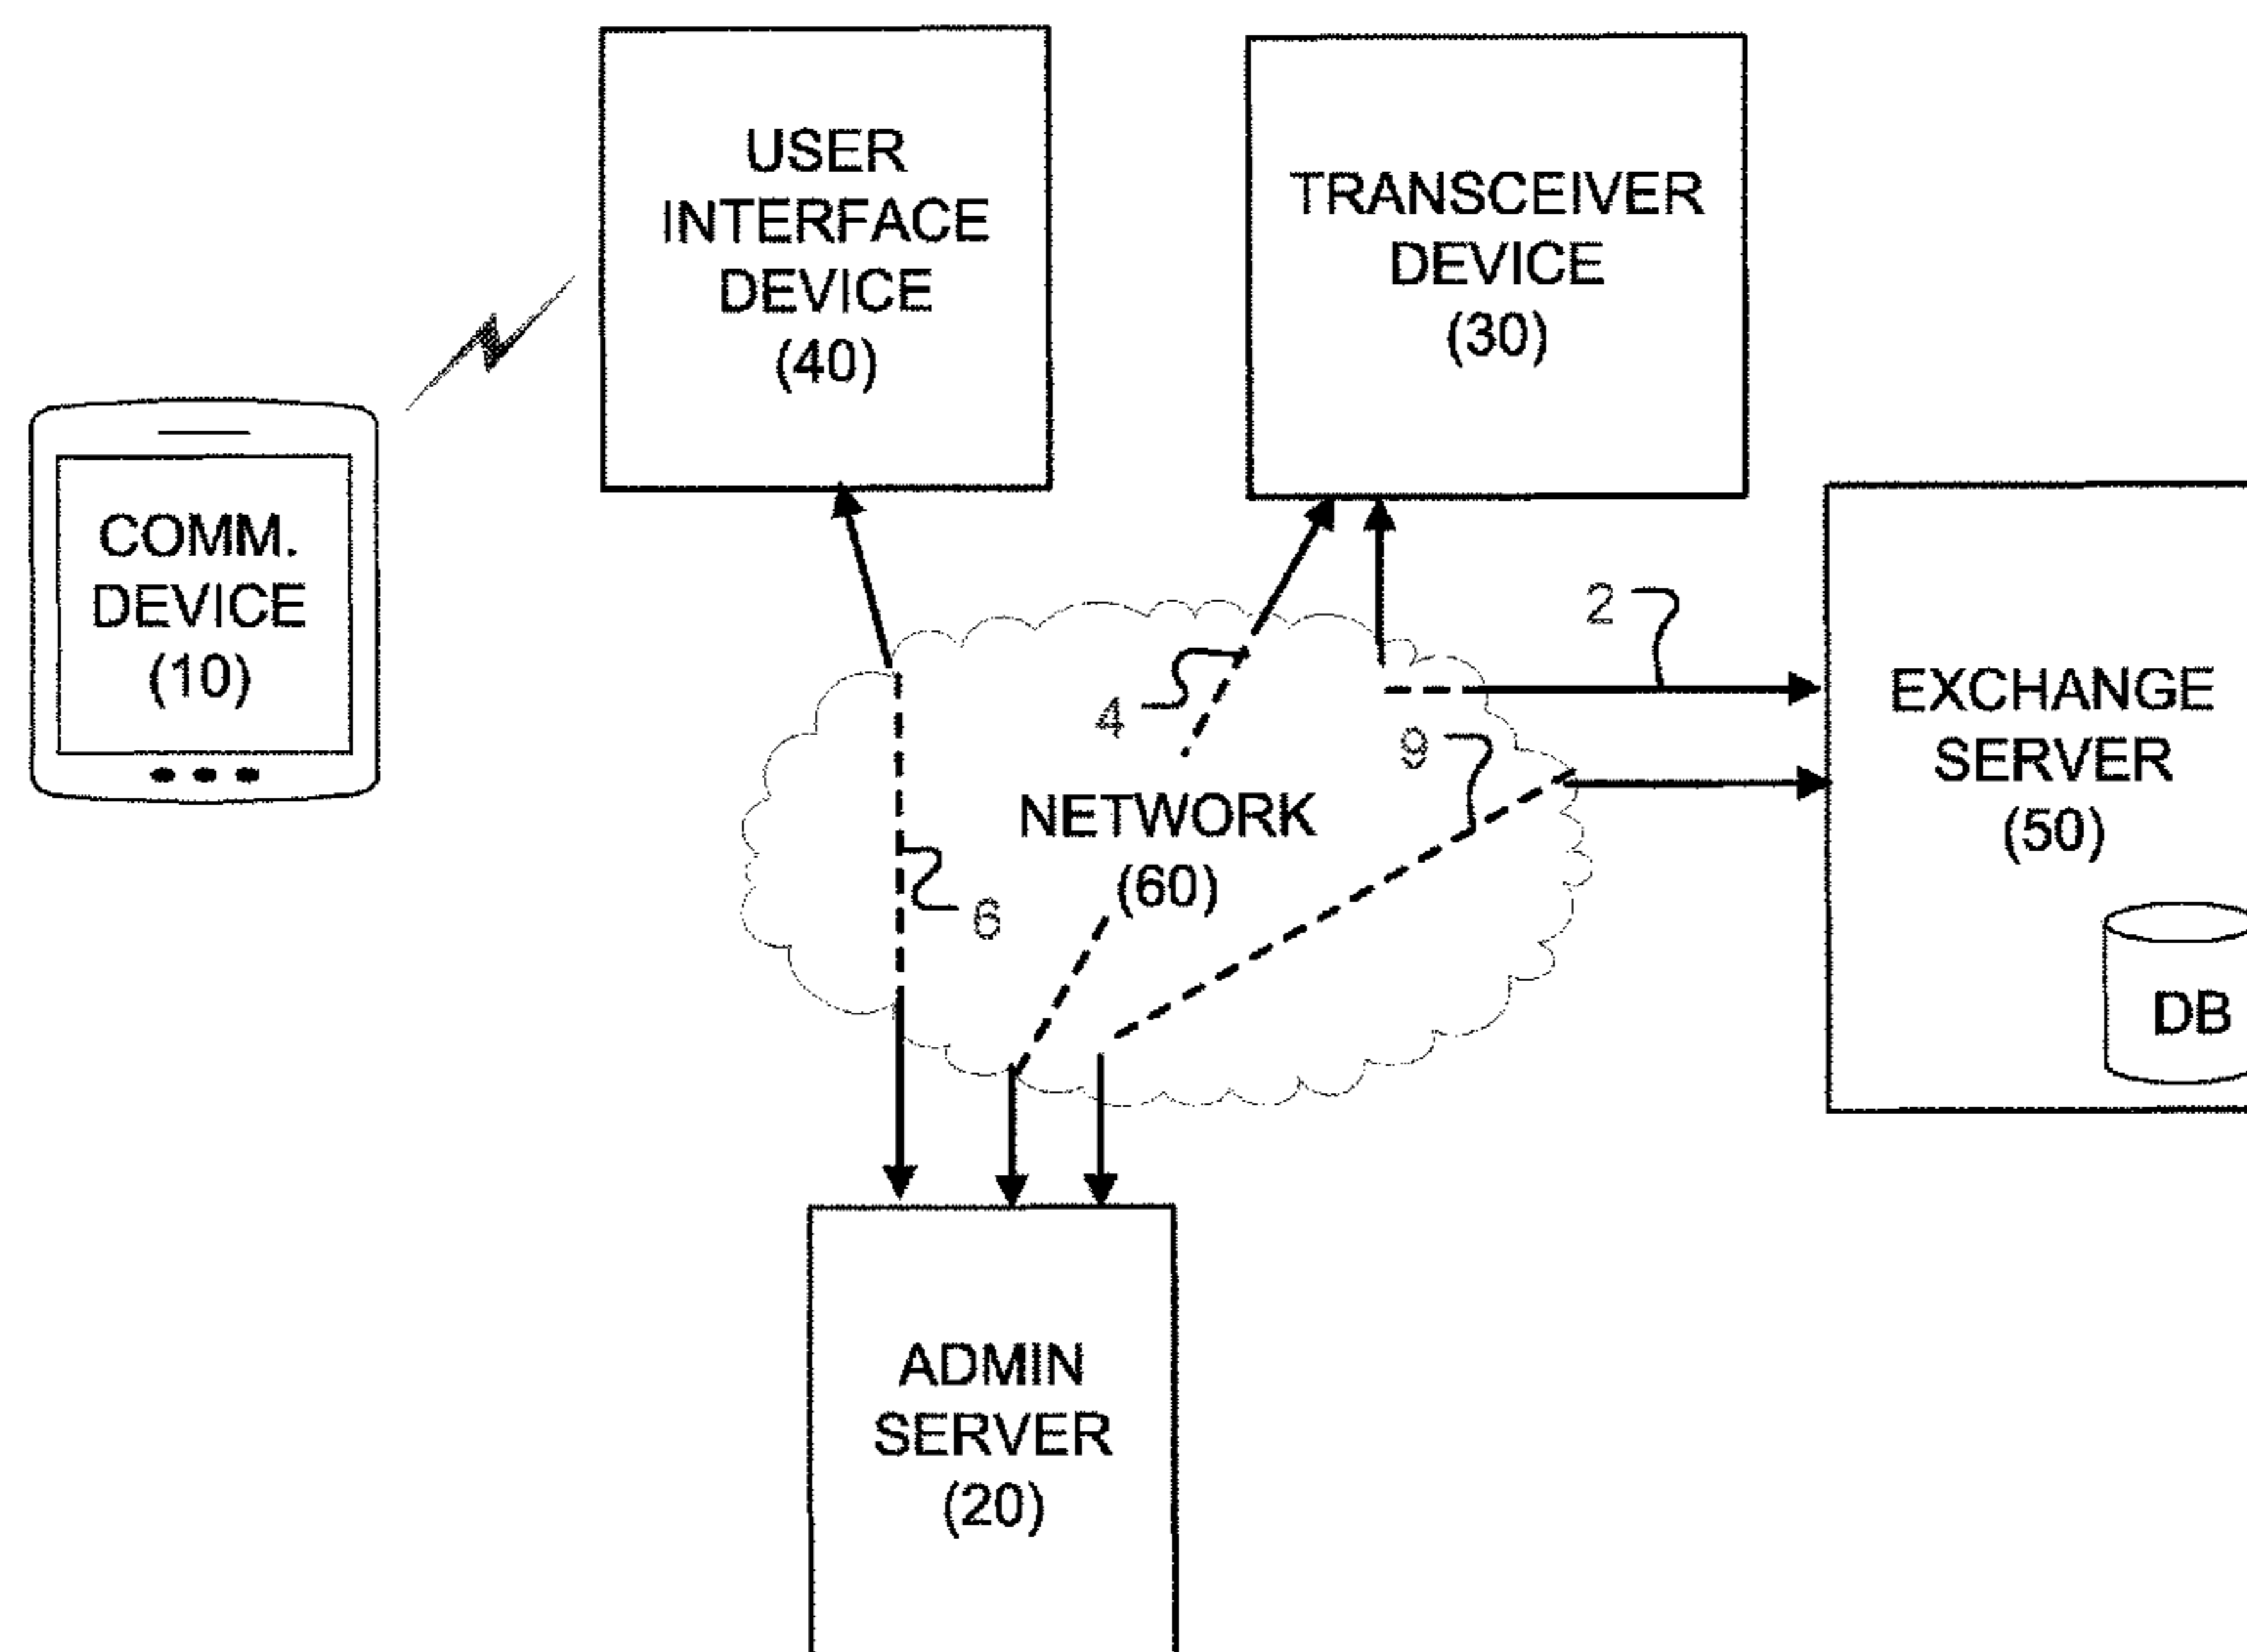 USER
INTERFACE
DEVICE
(40)
TRANSCEIVER
DEVICE
(30)
COMM.
DEVICE
(10)
2
4
9
EXCHANGE
SERVER
(50)
NETWORK
(60)
6
DB
ADMIN
SERVER
(20)